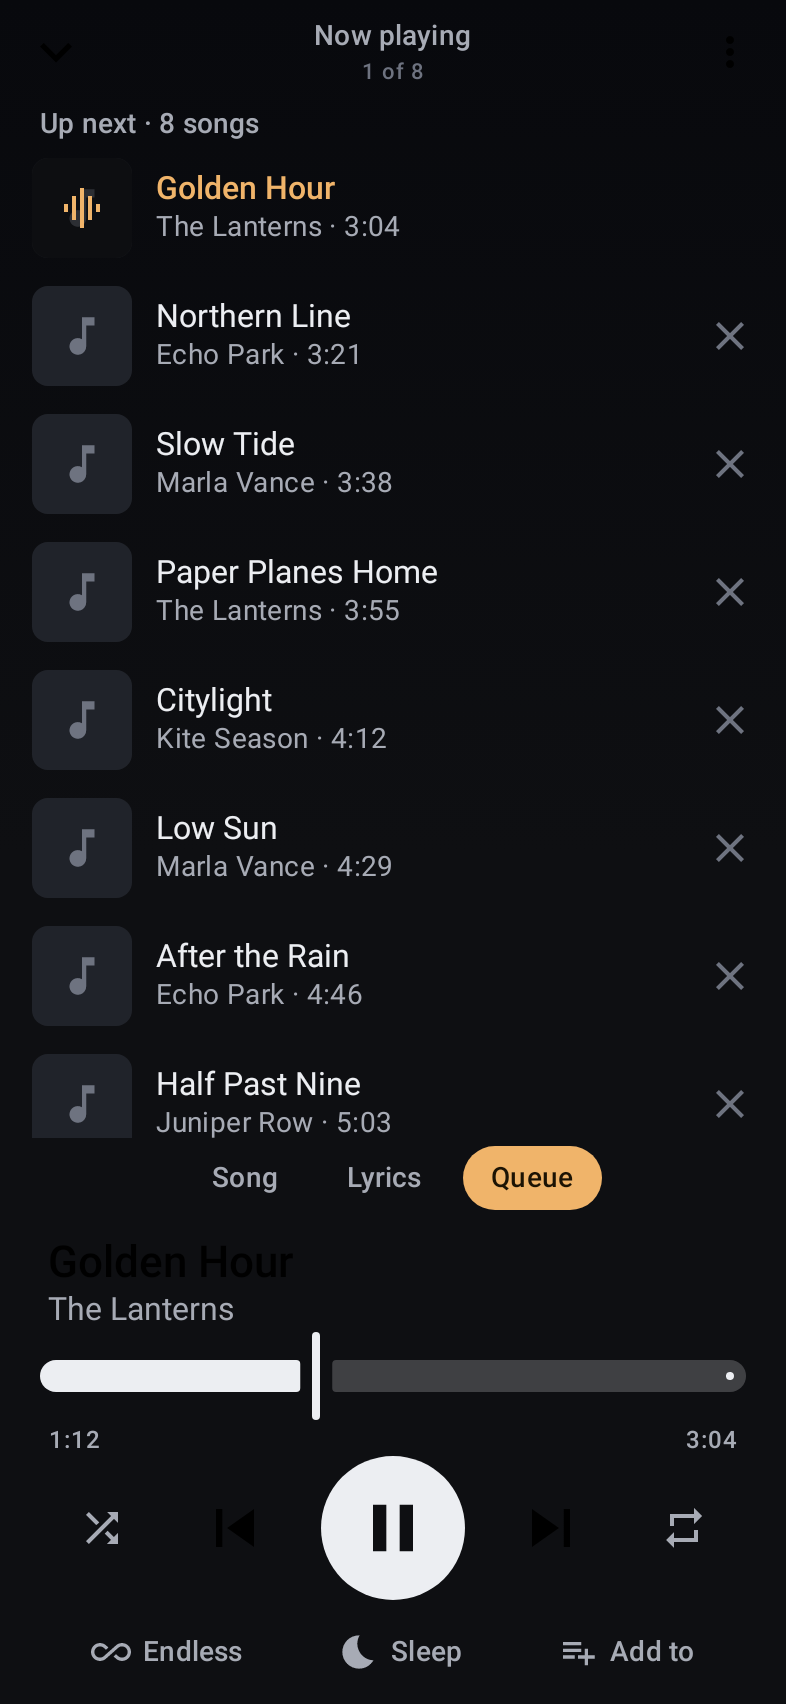 Now playing
1 of 8
Up next · 8 songs
Golden Hour
The Lanterns · 3:04
Northern Line
Echo Park · 3:21
Slow Tide
Marla Vance · 3:38
Paper Planes Home
The Lanterns · 3:55
Citylight
Kite Season · 4:12
Low Sun
Marla Vance · 4:29
After the Rain
Echo Park · 4:46
Half Past Nine
Juniper Row · 5:03
Song Lyrics Queue
Golden Hour
The Lanterns
1:12 3:04
Endless Sleep Add to